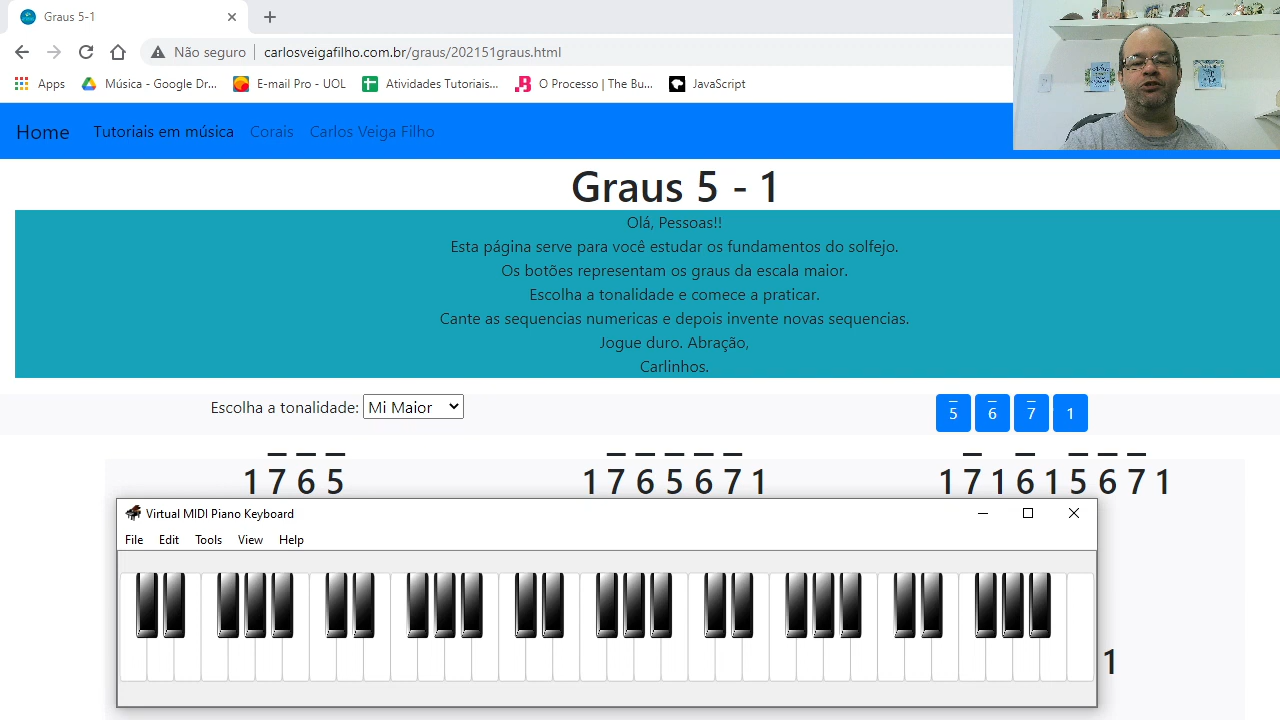 Graus 5-1
Não seguro
carlosveigafilho.com.br/graus/202151graus.html
Apps
Música - Google Dr...
E-mail Pro - UOL
Atividades Tutoriais...
O Processo | The Bu...
JavaScript
Home
Tutoriais em música
Corais
Carlos Veiga Filho
Graus 5 - 1
Olá, Pessoas!!
Esta página serve para você estudar os fundamentos do solfejo.
Os botões representam os graus da escala maior.
Escolha a tonalidade e comece a praticar.
Cante as sequencias numericas e depois invente novas sequencias.
Jogue duro. Abração,
Carlinhos.
Escolha a tonalidade: Mi Maior
5̅ 6̅ 7̅ 1
1 7̅ 6̅ 5̅
1 7̅ 6̅ 5̅ 6̅ 7̅ 1
1 7̅ 1 6̅ 1 5̅ 6̅ 7̅ 1
Virtual MIDI Piano Keyboard
File Edit Tools View Help
1